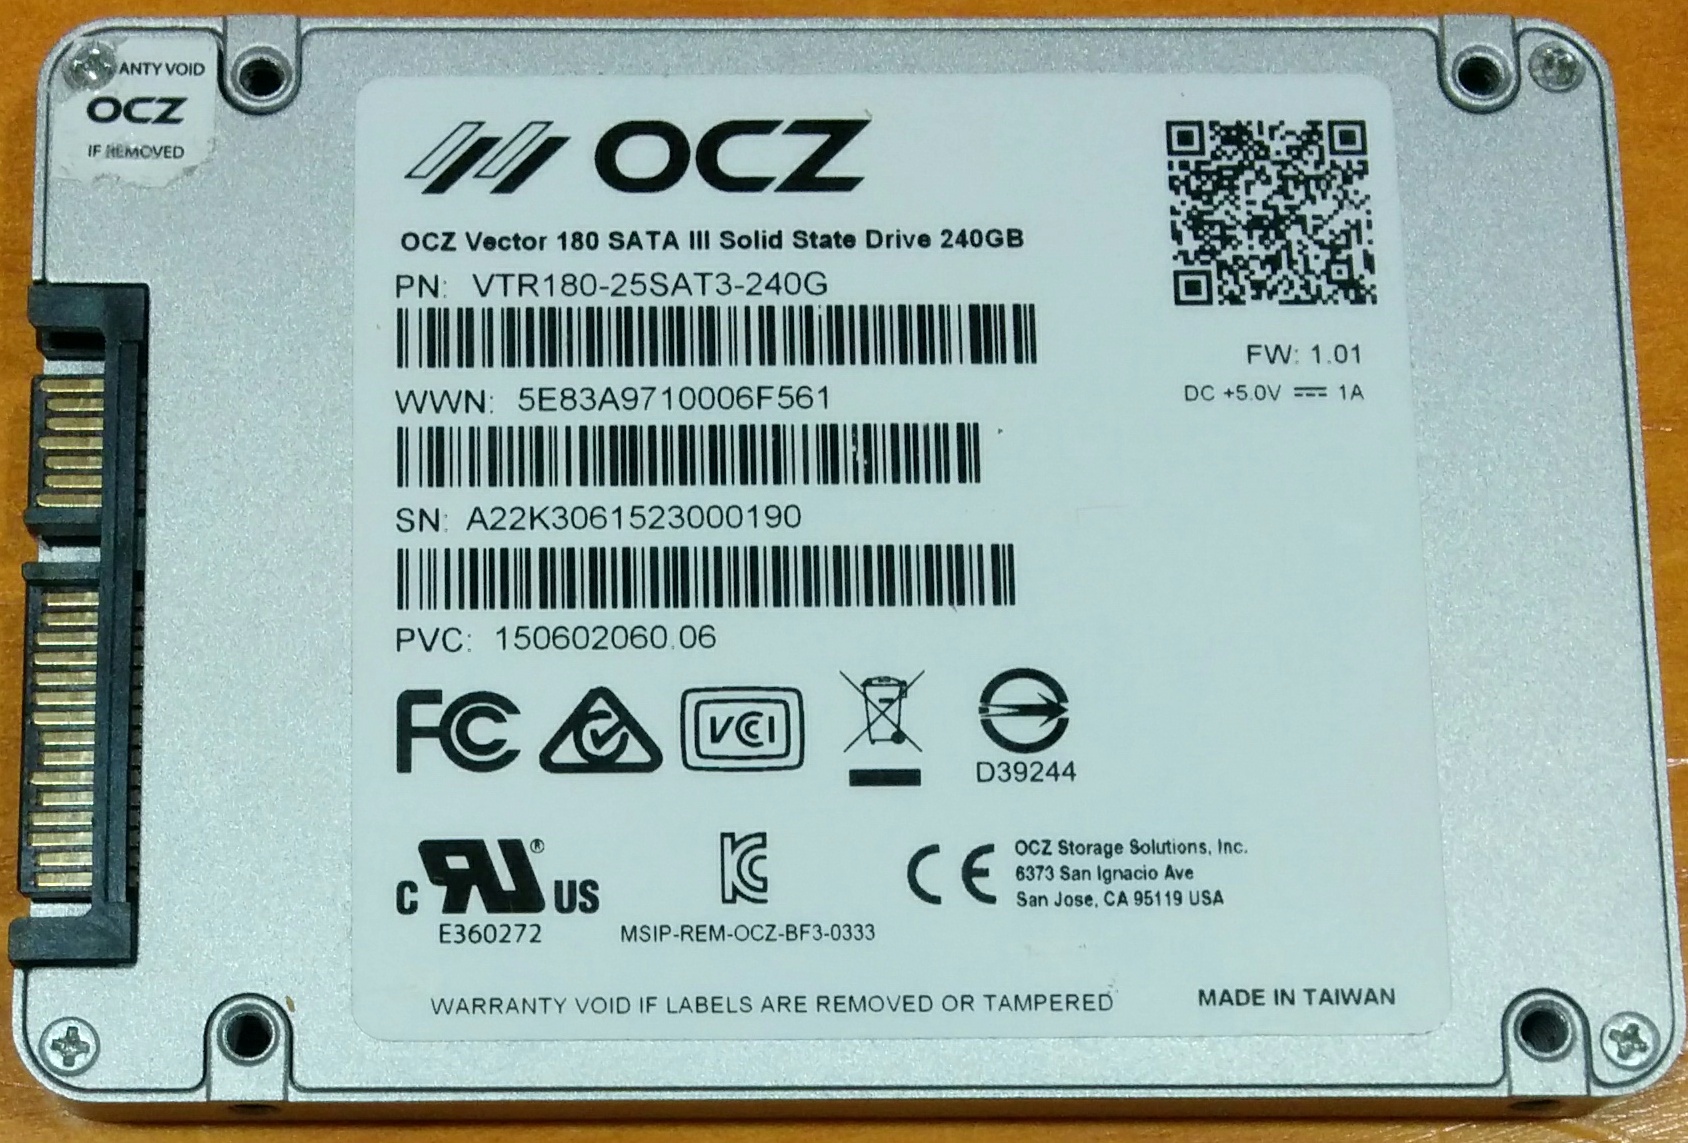 ANTY VOID
OCZ
IF REMOVED
OCZ
OCZ Vector 180 SATA III Solid State Drive 240GB
PN: VTR180-25SAT3-240G
FW: 1.01
DC +5.0V ⎓ 1A
WWN: 5E83A9710006F561
SN: A22K3061523000190
PVC: 150602060.06
FC
VCI
D39244
C RU® US
E360272
KC
MSIP-REM-OCZ-BF3-0333
CE
OCZ Storage Solutions, Inc.
6373 San Ignacio Ave
San Jose, CA 95119 USA
WARRANTY VOID IF LABELS ARE REMOVED OR TAMPERED
MADE IN TAIWAN